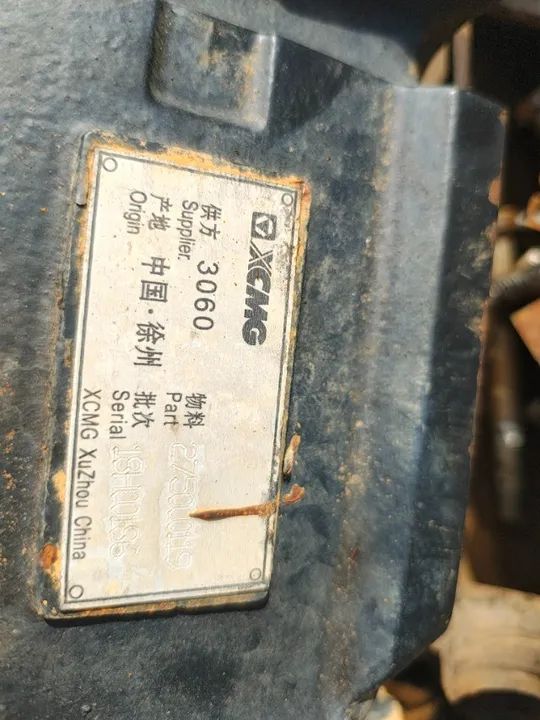 XCMG
供方 3060 物料
Supplier. Part
产地 中国·徐州 批次
Origin Serial
XCMG XuZhou China